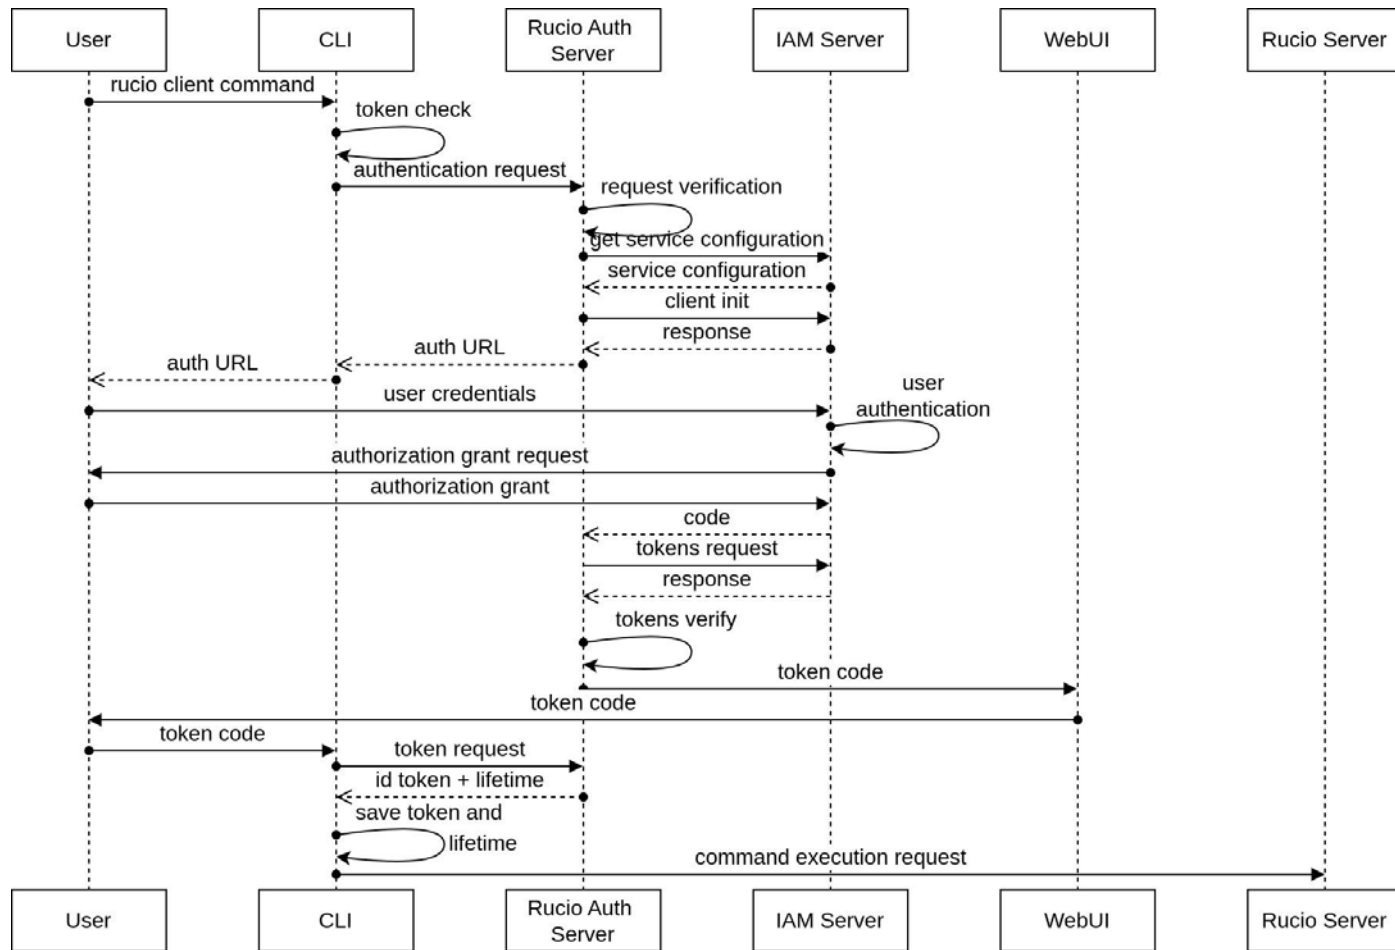 User
CLI
Rucio Auth
Server
IAM Server
WebUI
Rucio Server
rucio client command
token check
authentication request
request verification
get service configuration
service configuration
client init
response
auth URL
auth URL
user credentials
user
authentication
authorization grant request
authorization grant
code
tokens request
response
tokens verify
token code
token code
token code
token request
id token + lifetime
save token and
lifetime
command execution request
User
CLI
Rucio Auth
Server
IAM Server
WebUI
Rucio Server